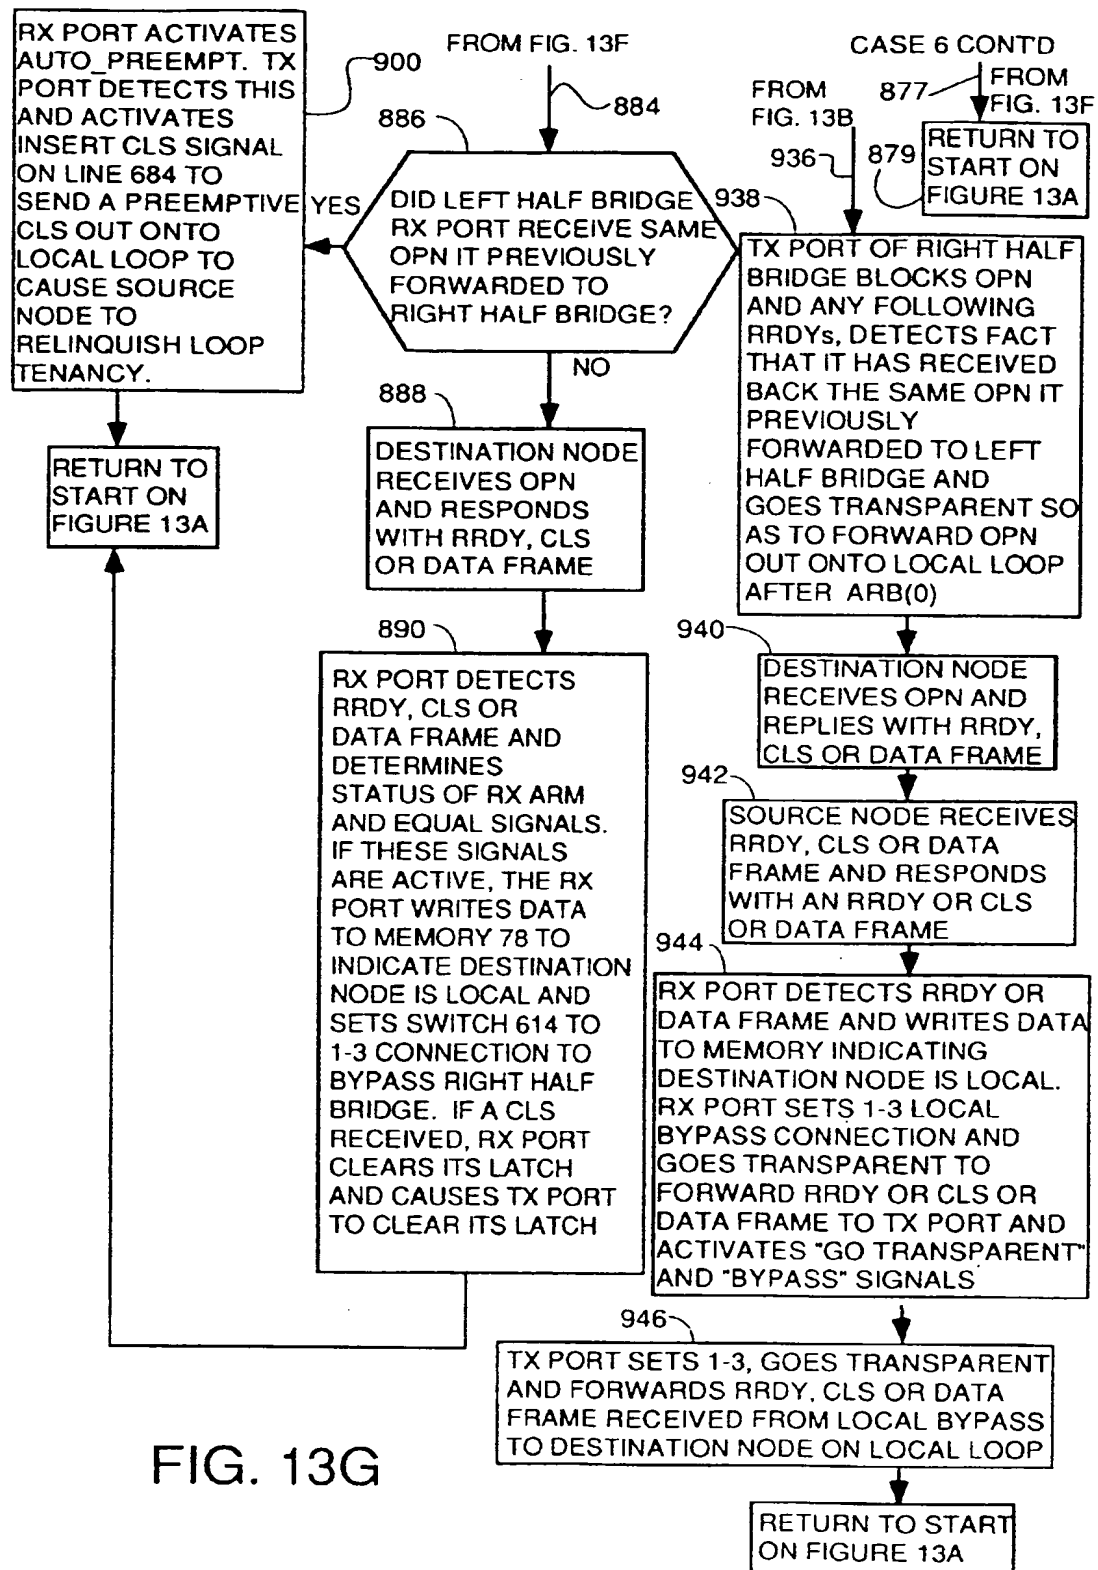 RX PORT ACTIVATES
AUTO_PREEMPT. TX
PORT DETECTS THIS
AND ACTIVATES
INSERT CLS SIGNAL
ON LINE 684 TO
SEND A PREEMPTIVE
CLS OUT ONTO
LOCAL LOOP TO
CAUSE SOURCE
NODE TO
RELINQUISH LOOP
TENANCY.
900
RETURN TO
START ON
FIGURE 13A
FROM FIG. 13F
884
886
DID LEFT HALF BRIDGE
RX PORT RECEIVE SAME
OPN IT PREVIOUSLY
FORWARDED TO
RIGHT HALF BRIDGE?
YES
NO
888
DESTINATION NODE
RECEIVES OPN
AND RESPONDS
WITH RRDY, CLS
OR DATA FRAME
890
RX PORT DETECTS
RRDY, CLS OR
DATA FRAME AND
DETERMINES
STATUS OF RX ARM
AND EQUAL SIGNALS.
IF THESE SIGNALS
ARE ACTIVE, THE RX
PORT WRITES DATA
TO MEMORY 78 TO
INDICATE DESTINATION
NODE IS LOCAL AND
SETS SWITCH 614 TO
1-3 CONNECTION TO
BYPASS RIGHT HALF
BRIDGE. IF A CLS
RECEIVED, RX PORT
CLEARS ITS LATCH
AND CAUSES TX PORT
TO CLEAR ITS LATCH
CASE 6 CONT'D
877
FROM
FIG. 13F
879
RETURN TO
START ON
FIGURE 13A
FROM
FIG. 13B
936
938
TX PORT OF RIGHT HALF
BRIDGE BLOCKS OPN
AND ANY FOLLOWING
RRDYs, DETECTS FACT
THAT IT HAS RECEIVED
BACK THE SAME OPN IT
PREVIOUSLY
FORWARDED TO LEFT
HALF BRIDGE AND
GOES TRANSPARENT SO
AS TO FORWARD OPN
OUT ONTO LOCAL LOOP
AFTER ARB(0)
940
DESTINATION NODE
RECEIVES OPN AND
REPLIES WITH RRDY,
CLS OR DATA FRAME
942
SOURCE NODE RECEIVES
RRDY, CLS OR DATA
FRAME AND RESPONDS
WITH AN RRDY OR CLS
OR DATA FRAME
944
RX PORT DETECTS RRDY OR
DATA FRAME AND WRITES DATA
TO MEMORY INDICATING
DESTINATION NODE IS LOCAL.
RX PORT SETS 1-3 LOCAL
BYPASS CONNECTION AND
GOES TRANSPARENT TO
FORWARD RRDY OR CLS OR
DATA FRAME TO TX PORT AND
ACTIVATES "GO TRANSPARENT"
AND "BYPASS" SIGNALS
946
TX PORT SETS 1-3, GOES TRANSPARENT
AND FORWARDS RRDY, CLS OR DATA
FRAME RECEIVED FROM LOCAL BYPASS
TO DESTINATION NODE ON LOCAL LOOP
RETURN TO START
ON FIGURE 13A
FIG. 13G